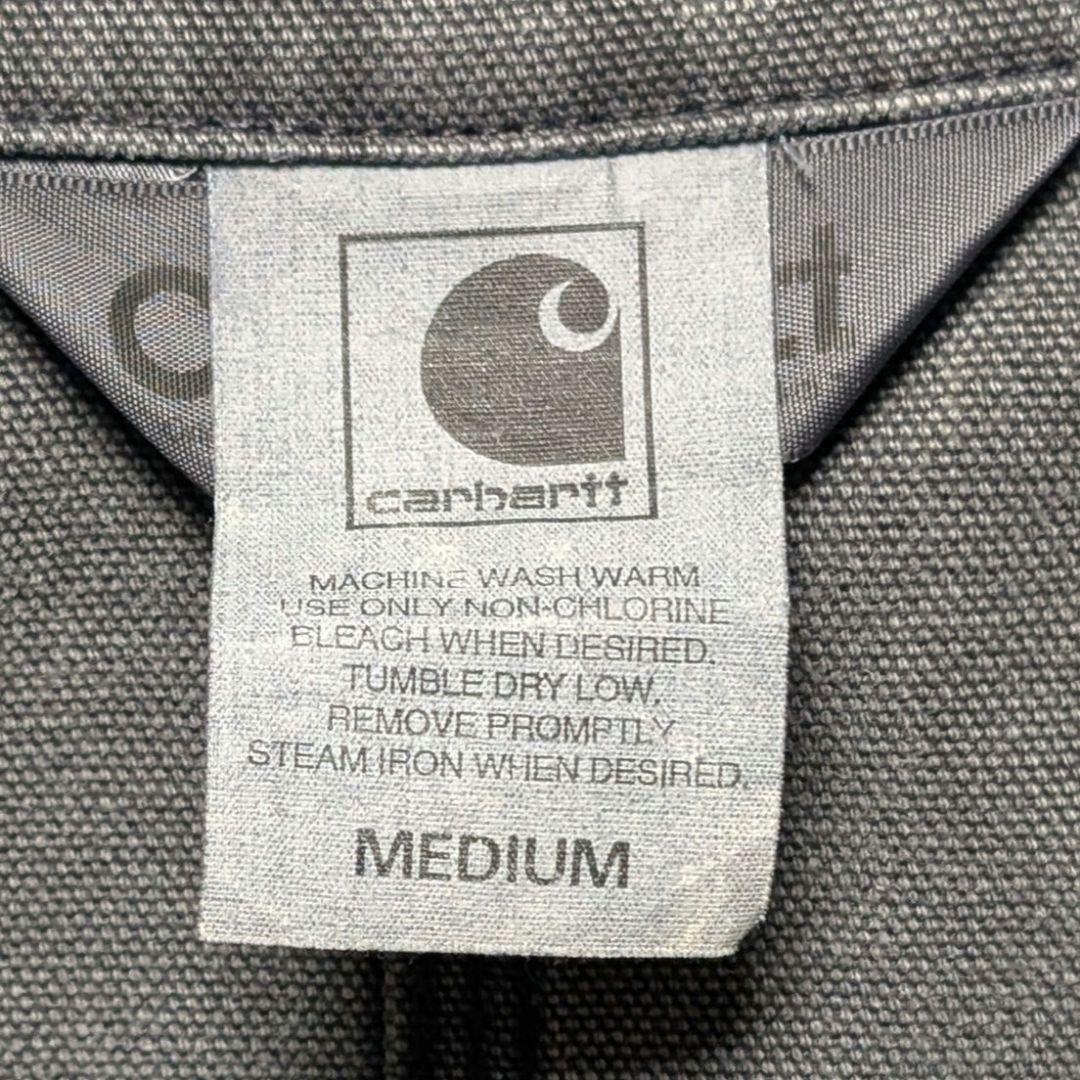 carhartt
MACHINE WASH WARM
USE ONLY NON-CHLORINE
BLEACH WHEN DESIRED.
TUMBLE DRY LOW.
REMOVE PROMPTLY
STEAM IRON WHEN DESIRED.
MEDIUM